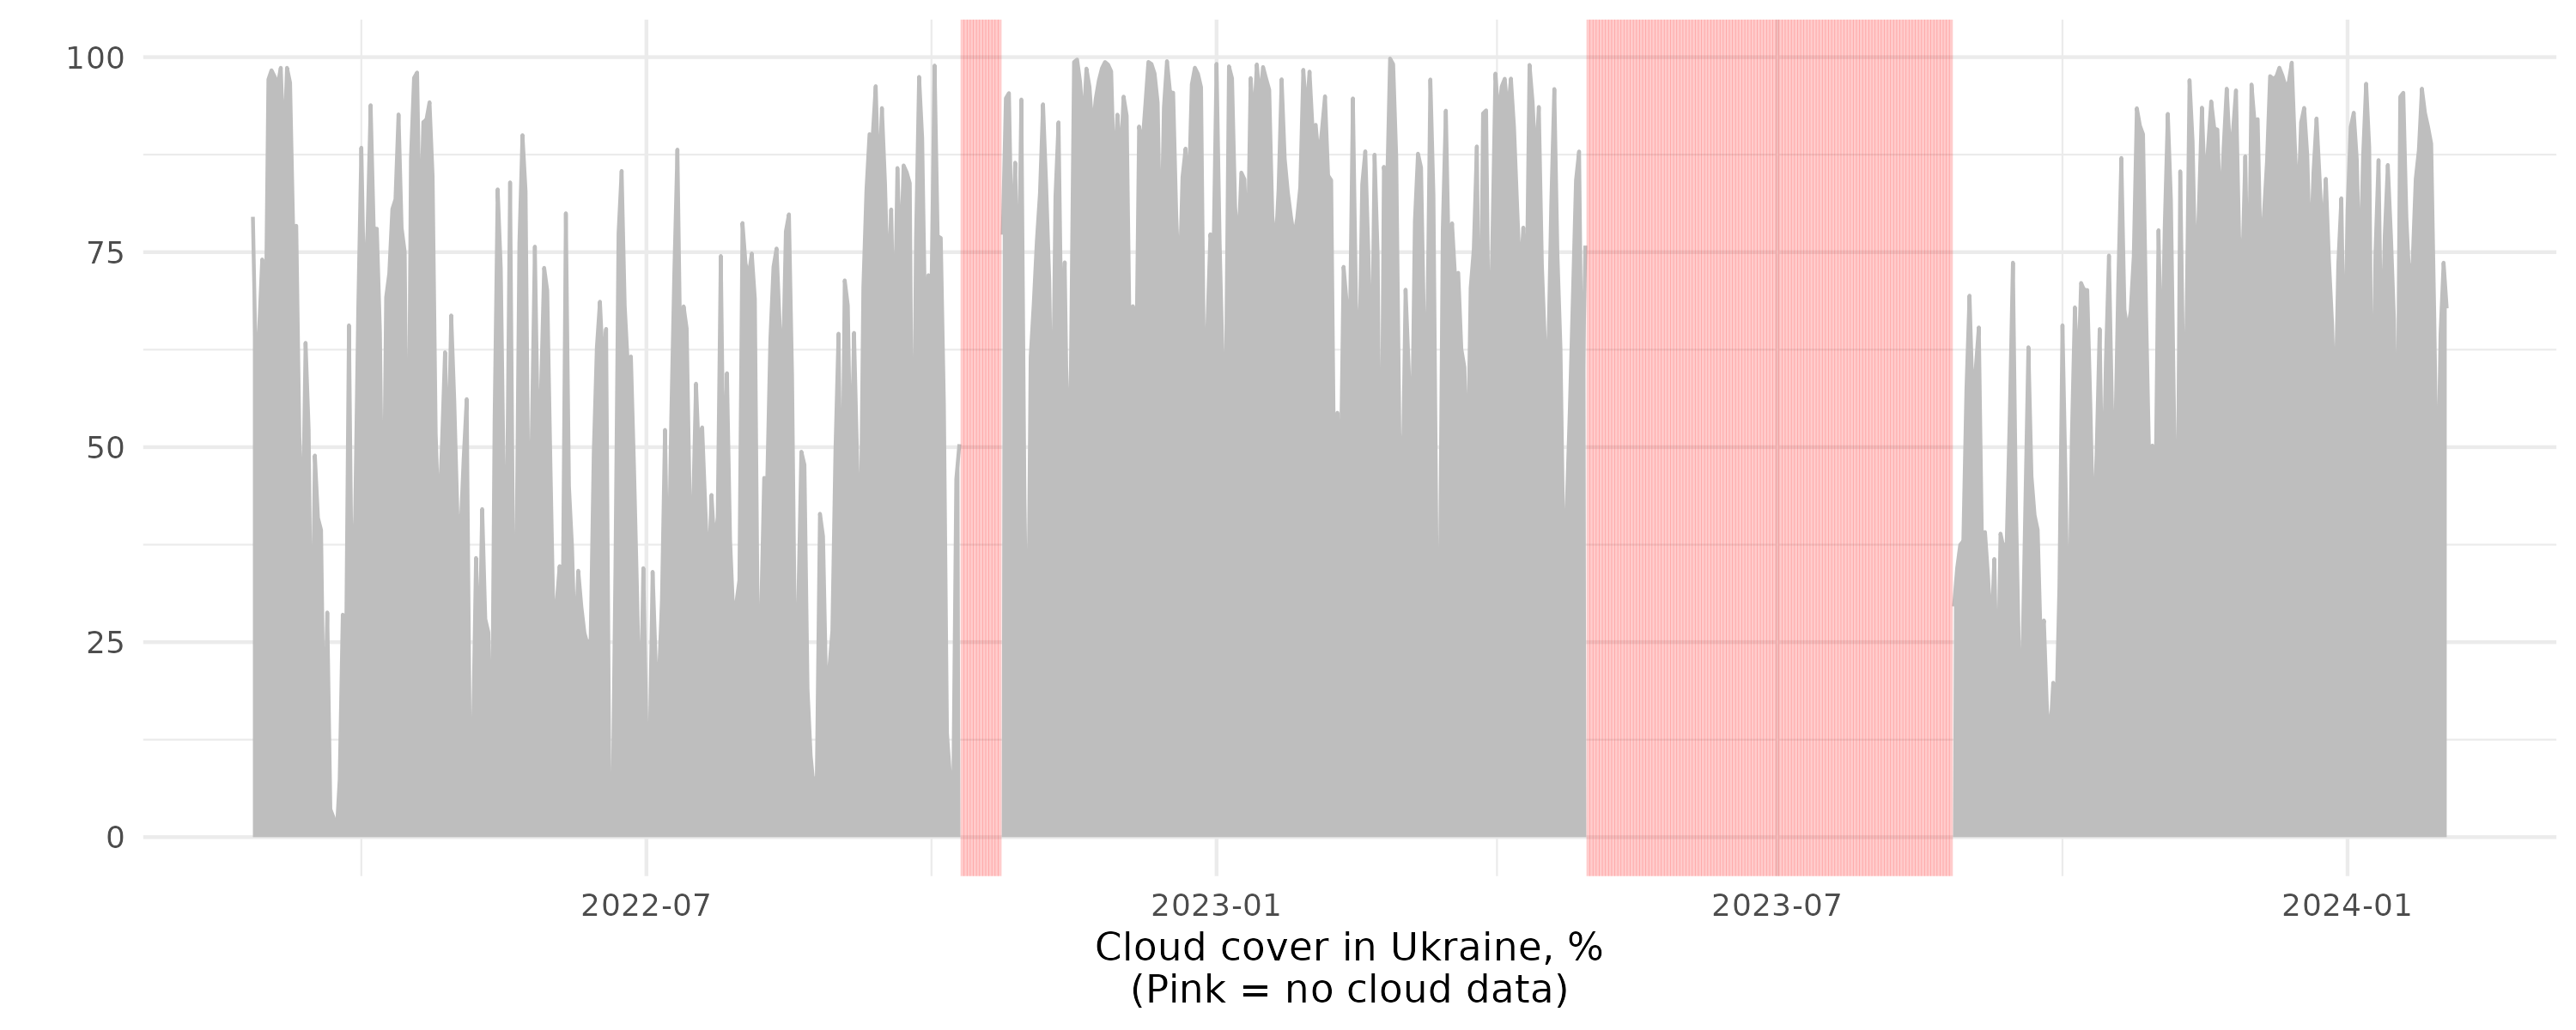 100
75
50
25
0
2022-07 2023-01 2023-07 2024-01
Cloud cover in Ukraine, %
(Pink = no cloud data)